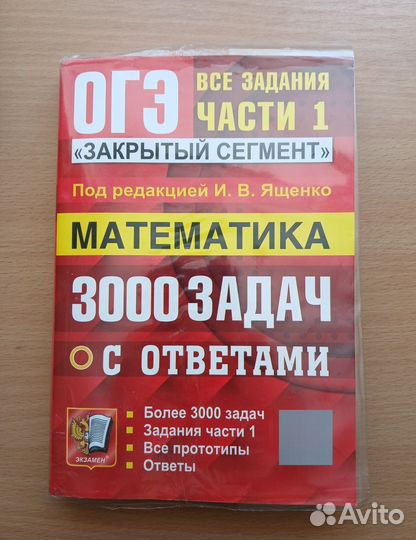 ОГЭ
ВСЕ ЗАДАНИЯ
ЧАСТИ 1
«ЗАКРЫТЫЙ СЕГМЕНТ»
Под редакцией И. В. Ященко
МАТЕМАТИКА
3000 ЗАДАЧ
С ОТВЕТАМИ
Более 3000 задач
Задания части 1
Все прототипы
Ответы
ЭКЗАМЕН
Avito